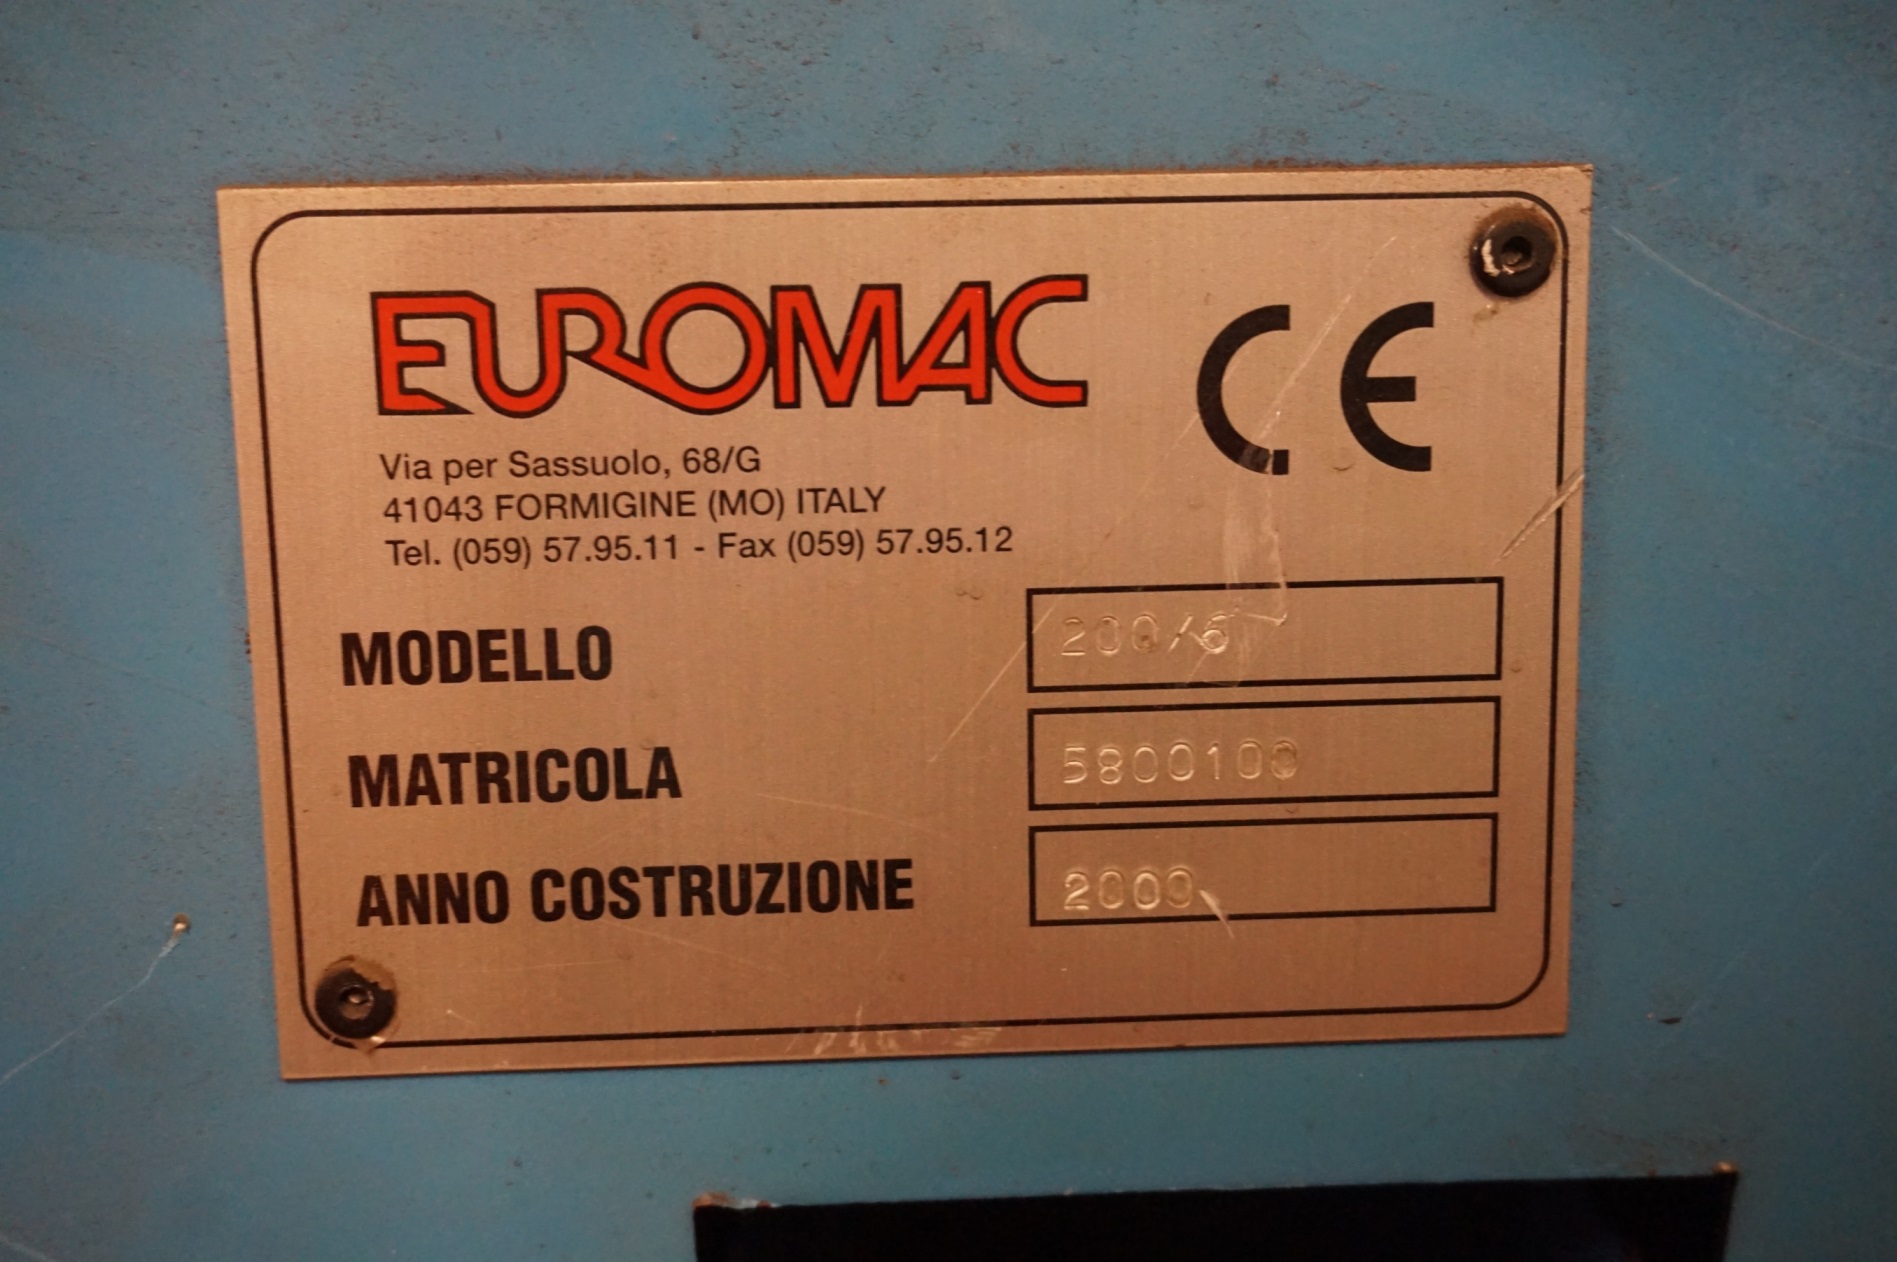 EUROMAC
CE
Via per Sassuolo, 68/G
41043 FORMIGINE (MO) ITALY
Tel. (059) 57.95.11 - Fax (059) 57.95.12
MODELLO 200/6
MATRICOLA 5800100
ANNO COSTRUZIONE 2000